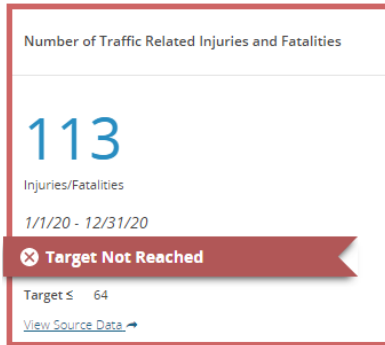 Number of Traffic Related Injuries and Fatalities
113
Injuries/Fatalities
1/1/20 - 12/31/20
Target Not Reached
Target ≤ 64
View Source Data